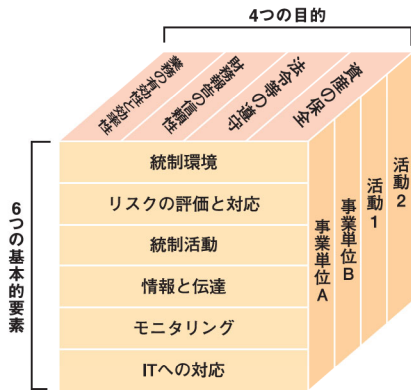 4つの目的
業務の有効性と効率性
財務報告の信頼性
法令等の遵守
資産の保全
6つの基本的要素
統制環境
リスクの評価と対応
統制活動
情報と伝達
モニタリング
ITへの対応
事業単位A
事業単位B
活動1
活動2